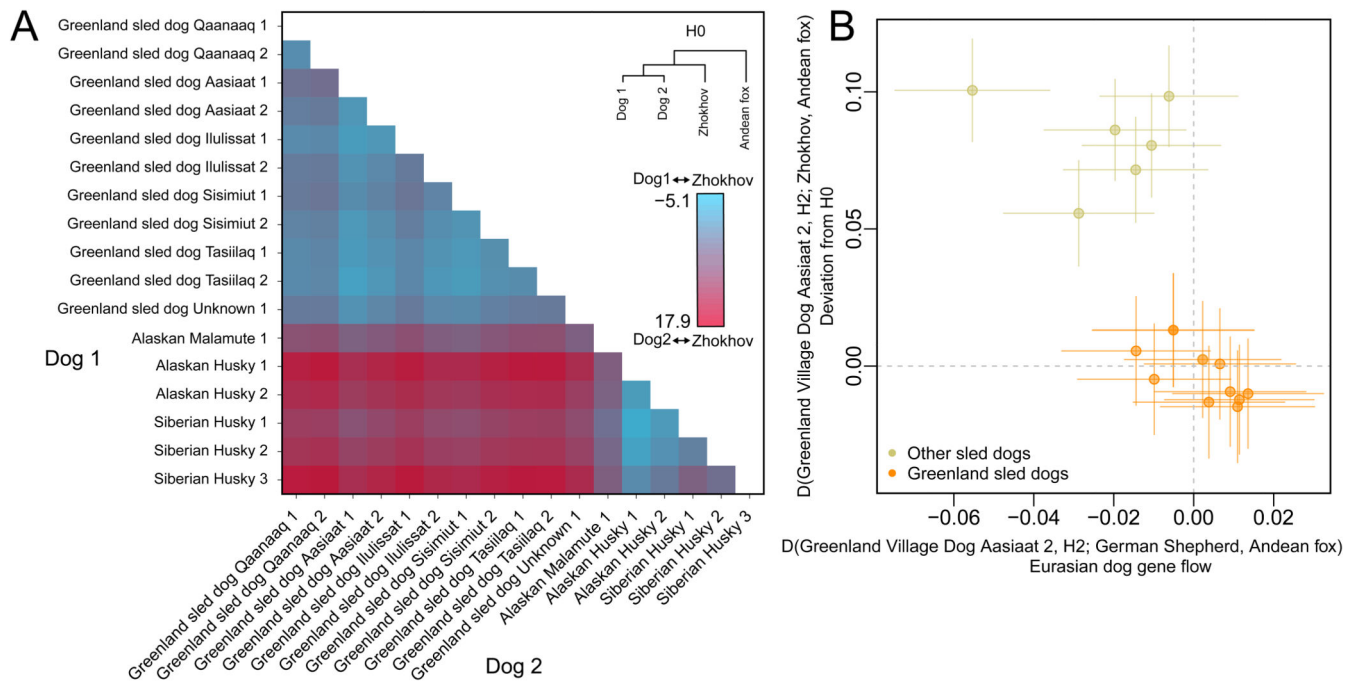 A
Greenland sled dog Qaanaaq 1
Greenland sled dog Qaanaaq 2
Greenland sled dog Aasiaat 1
Greenland sled dog Aasiaat 2
Greenland sled dog Ilulissat 1
Greenland sled dog Ilulissat 2
Greenland sled dog Sisimiut 1
Greenland sled dog Sisimiut 2
Greenland sled dog Tasiilaq 1
Greenland sled dog Tasiilaq 2
Greenland sled dog Unknown 1
Alaskan Malamute 1
Alaskan Husky 1
Alaskan Husky 2
Siberian Husky 1
Siberian Husky 2
Siberian Husky 3
Dog 1
H0
Dog 1
Dog 2
Zhokhov
Andean fox
Dog1↔Zhokhov
−5.1
17.9
Dog2↔Zhokhov
Greenland sled dog Qaanaaq 1
Greenland sled dog Qaanaaq 2
Greenland sled dog Aasiaat 1
Greenland sled dog Aasiaat 2
Greenland sled dog Ilulissat 1
Greenland sled dog Ilulissat 2
Greenland sled dog Sisimiut 1
Greenland sled dog Sisimiut 2
Greenland sled dog Tasiilaq 1
Greenland sled dog Tasiilaq 2
Greenland sled dog Unknown 1
Alaskan Malamute 1
Alaskan Husky 1
Alaskan Husky 2
Siberian Husky 1
Siberian Husky 2
Siberian Husky 3
Dog 2
B
D(Greenland Village Dog Aasiaat 2, H2; Zhokhov, Andean fox)
Deviation from H0
0.10
0.05
0.00
Other sled dogs
Greenland sled dogs
−0.06
−0.04
−0.02
0.00
0.02
D(Greenland Village Dog Aasiaat 2, H2; German Shepherd, Andean fox)
Eurasian dog gene flow